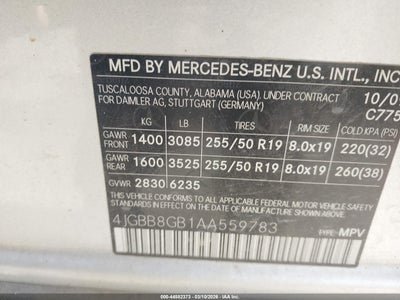 MFD BY MERCEDES-BENZ U.S. INTL., INC
TUSCALOOSA COUNTY, ALABAMA (USA), UNDER CONTRACT
FOR DAIMLER AG, STUTTGART (GERMANY)
10/0
C775
KG LB TIRES RIM SIZE COLD KPA (PSI)
GAWR FRONT 1400 3085 255/50 R19 8.0x19 220(32)
GAWR REAR 1600 3525 255/50 R19 8.0x19 260(38)
GVWR 2830 6235
THIS VEHICLE CONFORMS TO ALL APPLICABLE U.S. FEDERAL
MOTOR VEHICLE SAFETY STANDARDS IN EFFECT ON THE DATE
OF MANUFACTURE SHOWN ABOVE.
4JGBB8GB1AA559783
TYPE: MPV